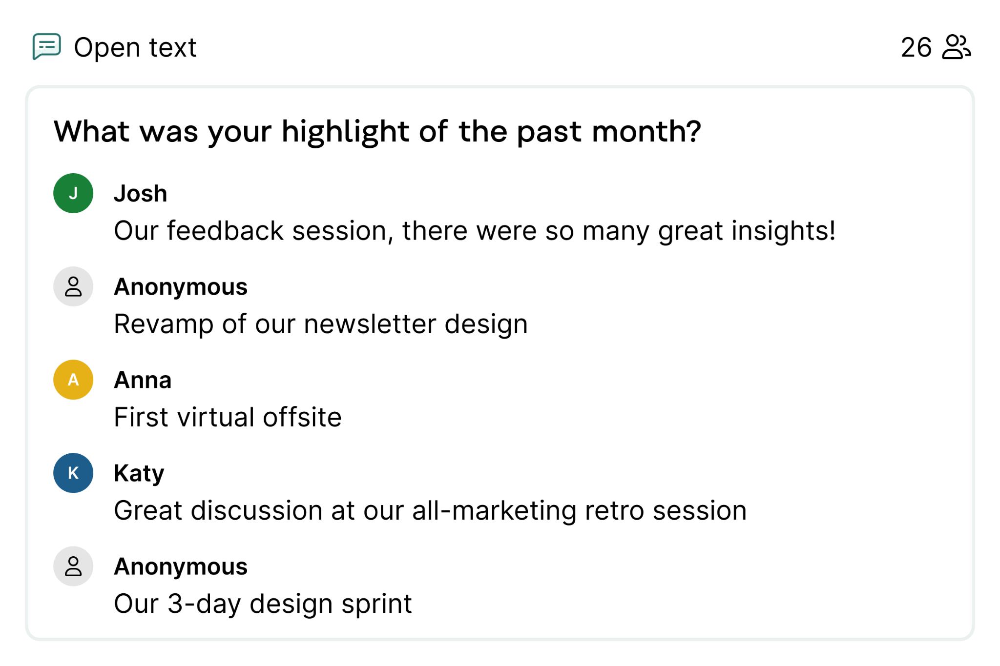 Open text
26
What was your highlight of the past month?
J
Josh
Our feedback session, there were so many great insights!
Anonymous
Revamp of our newsletter design
A
Anna
First virtual offsite
K
Katy
Great discussion at our all-marketing retro session
Anonymous
Our 3-day design sprint